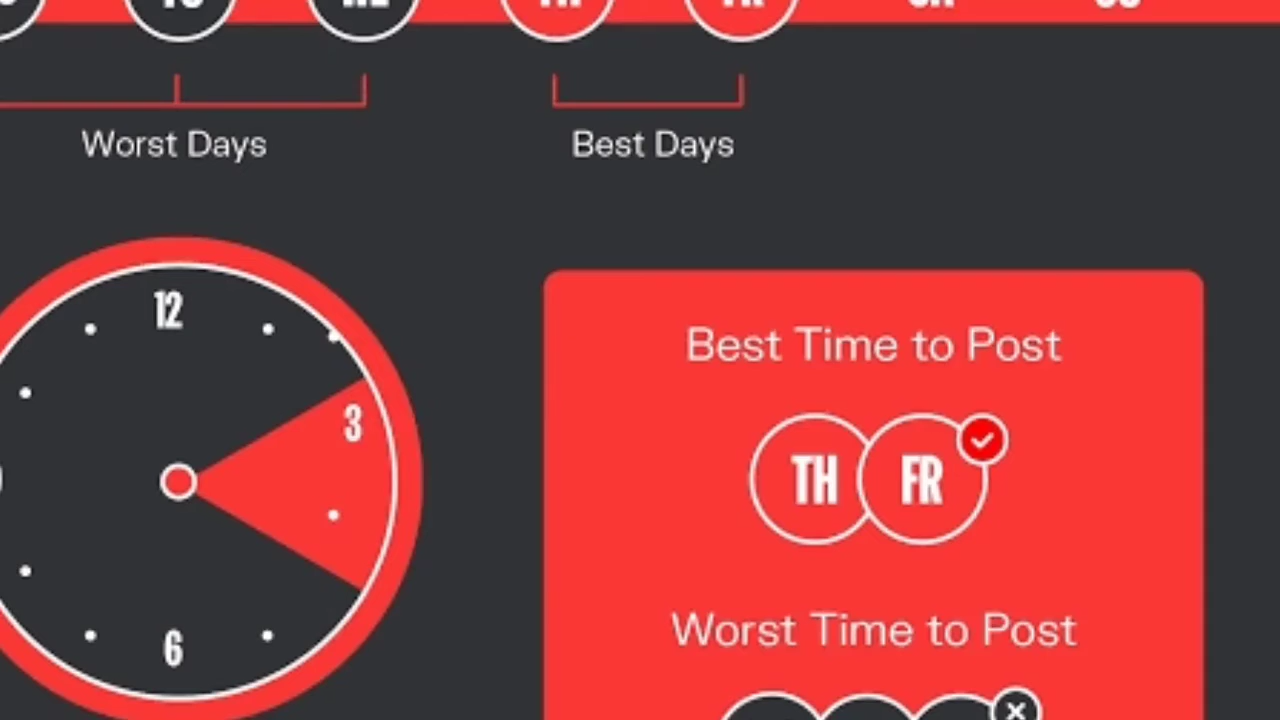 Worst Days
Best Days
12
3
6
Best Time to Post
TH FR
Worst Time to Post